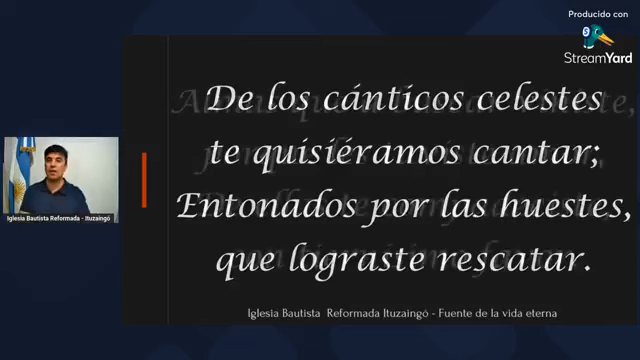 Producido con
StreamYard
De los cánticos celestes
te quisiéramos cantar;
Entonados por las huestes,
que lograste rescatar.
Iglesia Bautista Reformada - Ituzaingó
Iglesia Bautista Reformada Ituzaingó - Fuente de la vida eterna